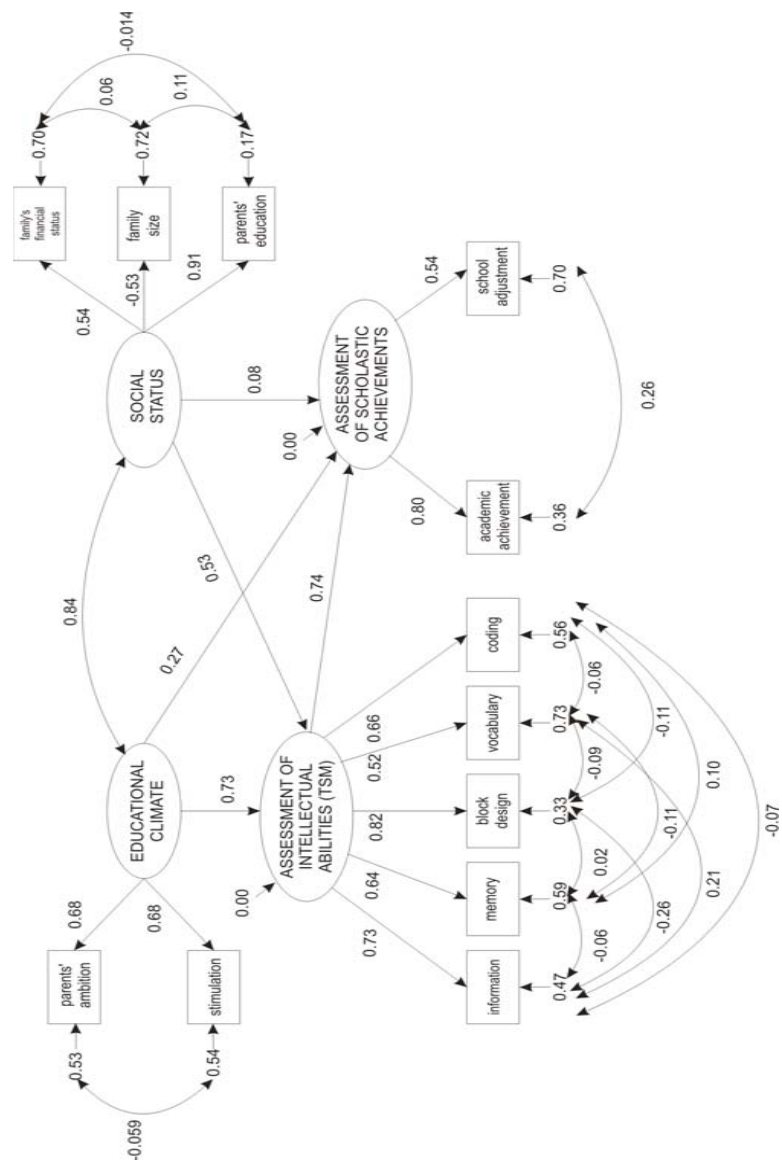 -0.059
0.53
0.54
parents'
ambition
stimulation
0.68
0.68
EDUCATIONAL
CLIMATE
0.84
SOCIAL
STATUS
0.54
-0.53
0.91
family's
financial
status
family
size
parents'
education
0.70
0.72
0.17
0.06
0.11
-0.014
0.73
0.27
0.53
0.08
0.00
ASSESSMENT OF
INTELLECTUAL
ABILITIES (TSM)
0.74
0.00
ASSESSMENT
OF SCHOLASTIC
ACHIEVEMENTS
0.73
0.64
0.82
0.52
0.66
0.80
0.54
information
memory
block
design
vocabulary
coding
academic
achievement
school
adjustment
0.47
0.59
0.33
0.73
0.56
0.36
0.70
-0.06
0.02
-0.09
-0.06
0.26
-0.26
-0.11
-0.11
0.21
0.10
-0.07